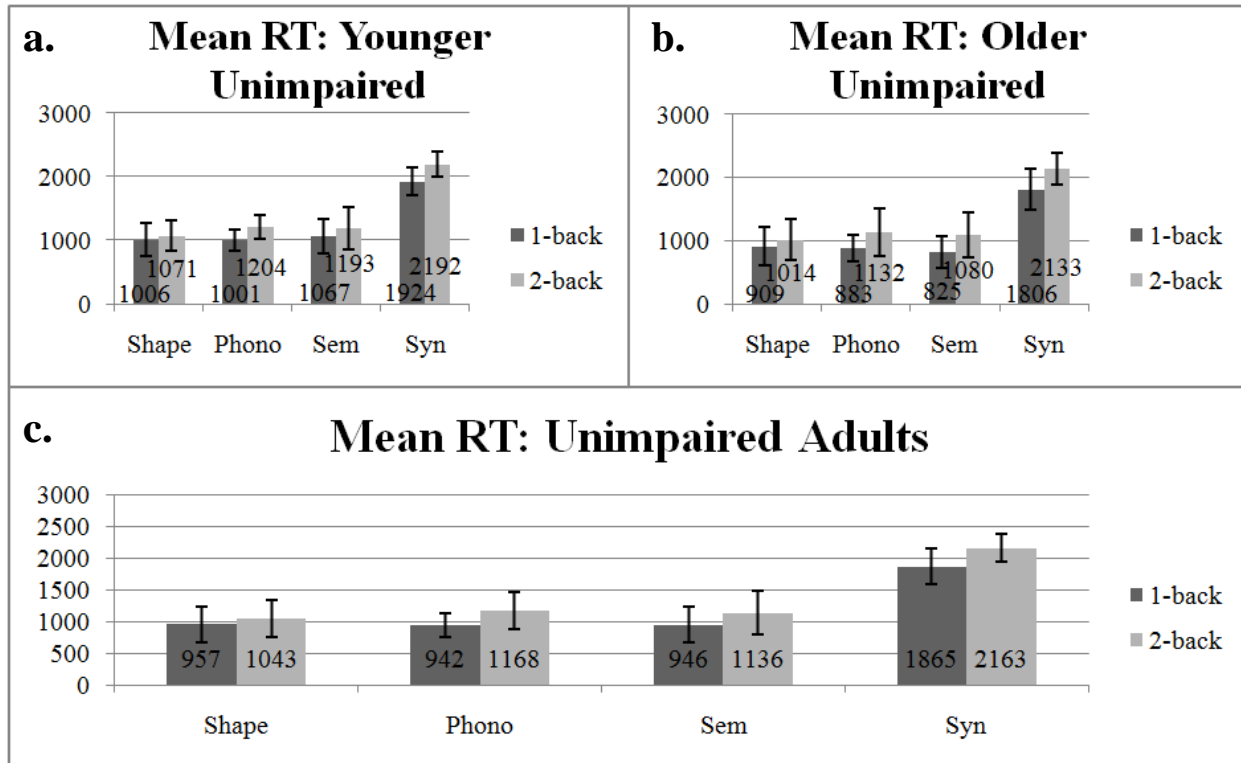 a.
Mean RT: Younger
Unimpaired
3000
2000
1000
0
1006
1071
1001
1204
1067
1193
1924
2192
Shape Phono Sem Syn
1-back
2-back
b.
Mean RT: Older
Unimpaired
3000
2000
1000
0
909
1014
883
1132
825
1080
1806
2133
Shape Phono Sem Syn
1-back
2-back
c.
Mean RT: Unimpaired Adults
3000
2500
2000
1500
1000
500
0
957 1043 942 1168 946 1136 1865 2163
Shape Phono Sem Syn
1-back
2-back